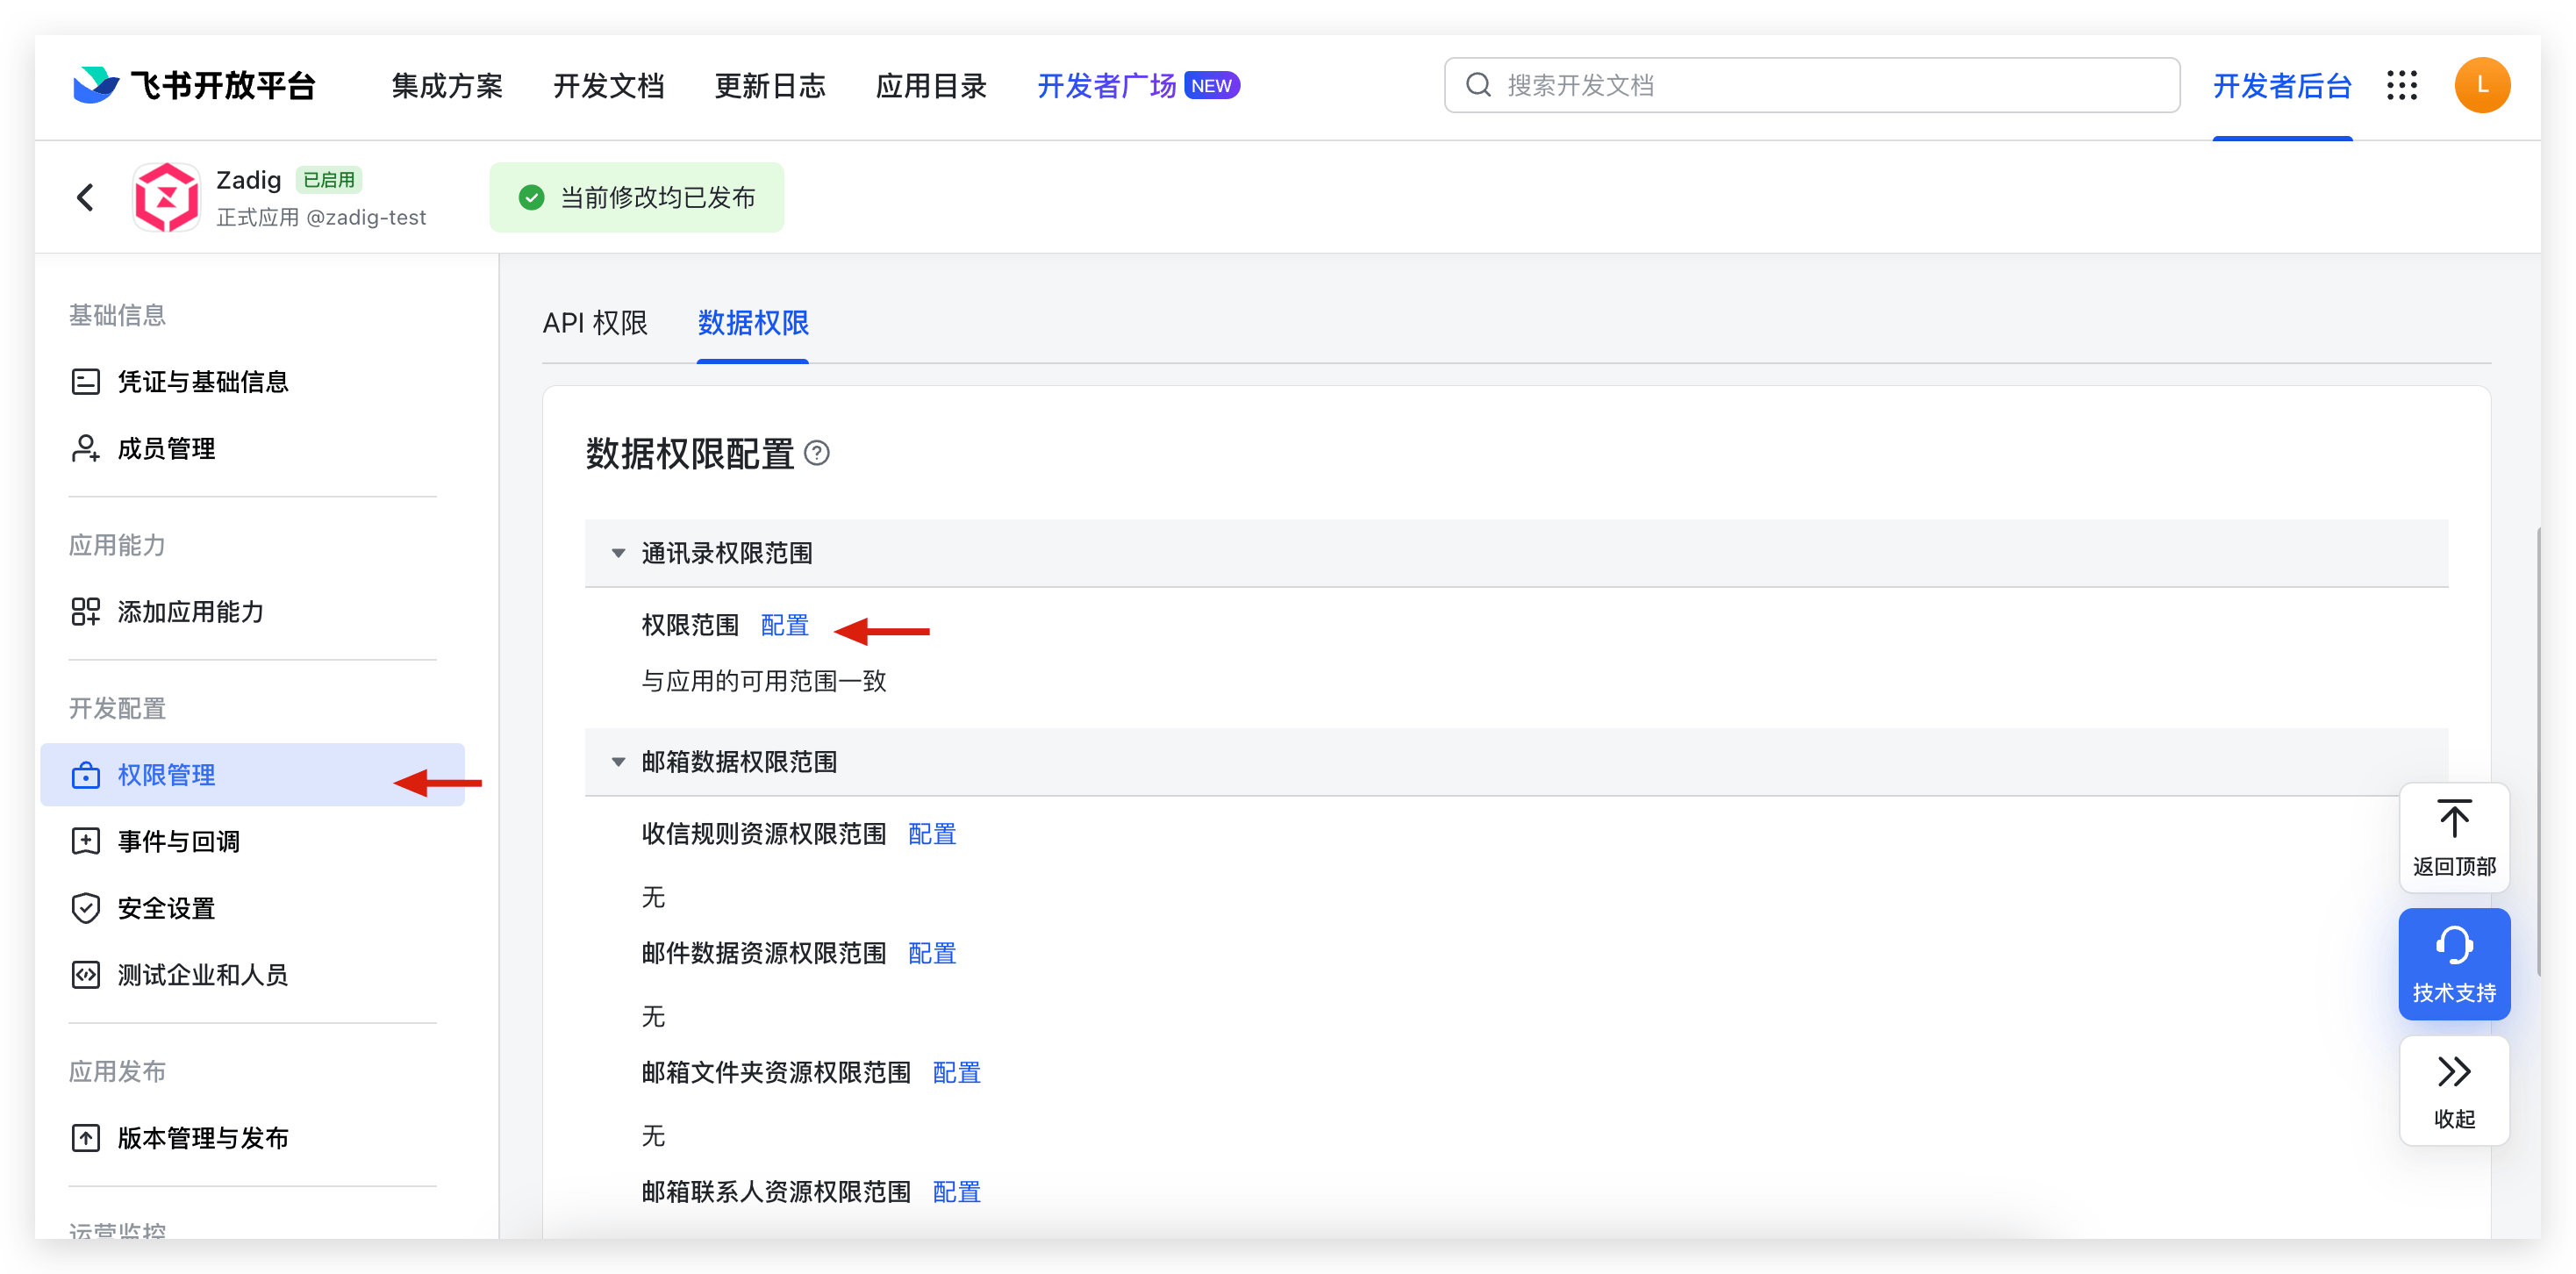 飞书开放平台 集成方案 开发文档 更新日志 应用目录 开发者广场 NEW 搜索开发文档 开发者后台 L
Zadig 已启用
正式应用 @zadig-test
当前修改均已发布
基础信息
凭证与基础信息
成员管理
应用能力
添加应用能力
开发配置
权限管理
事件与回调
安全设置
测试企业和人员
应用发布
版本管理与发布
运营监控
API 权限 数据权限
数据权限配置
通讯录权限范围
权限范围 配置
与应用的可用范围一致
邮箱数据权限范围
收信规则资源权限范围 配置
无
邮件数据资源权限范围 配置
无
邮箱文件夹资源权限范围 配置
无
邮箱联系人资源权限范围 配置
返回顶部
技术支持
收起